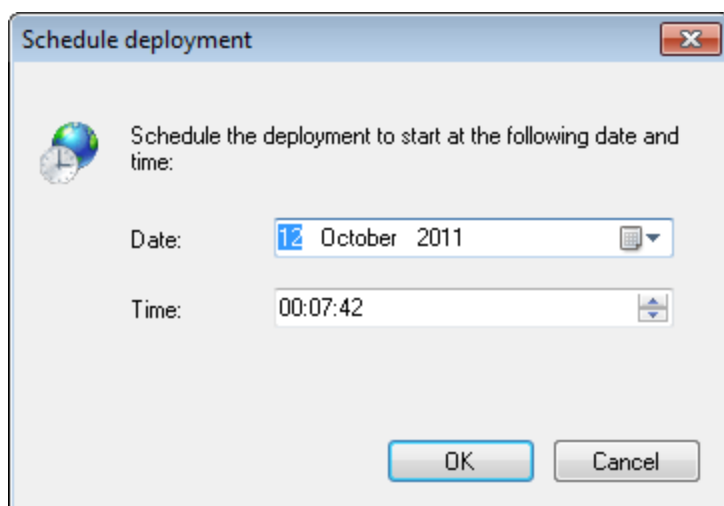 Schedule deployment
Schedule the deployment to start at the following date and
time:
Date: 12 October 2011
Time: 00:07:42
OK Cancel